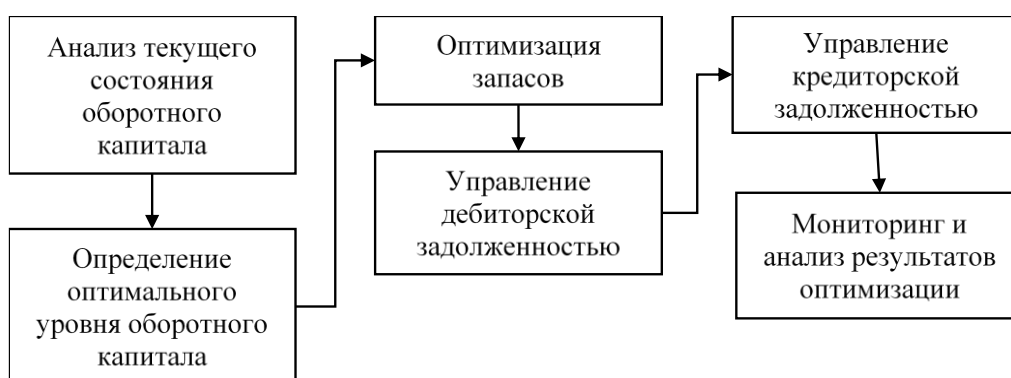 Анализ текущего
состояния
оборотного
капитала
Определение
оптимального
уровня оборотного
капитала
Оптимизация
запасов
Управление
дебиторской
задолженностью
Управление
кредиторской
задолженностью
Мониторинг и
анализ результатов
оптимизации